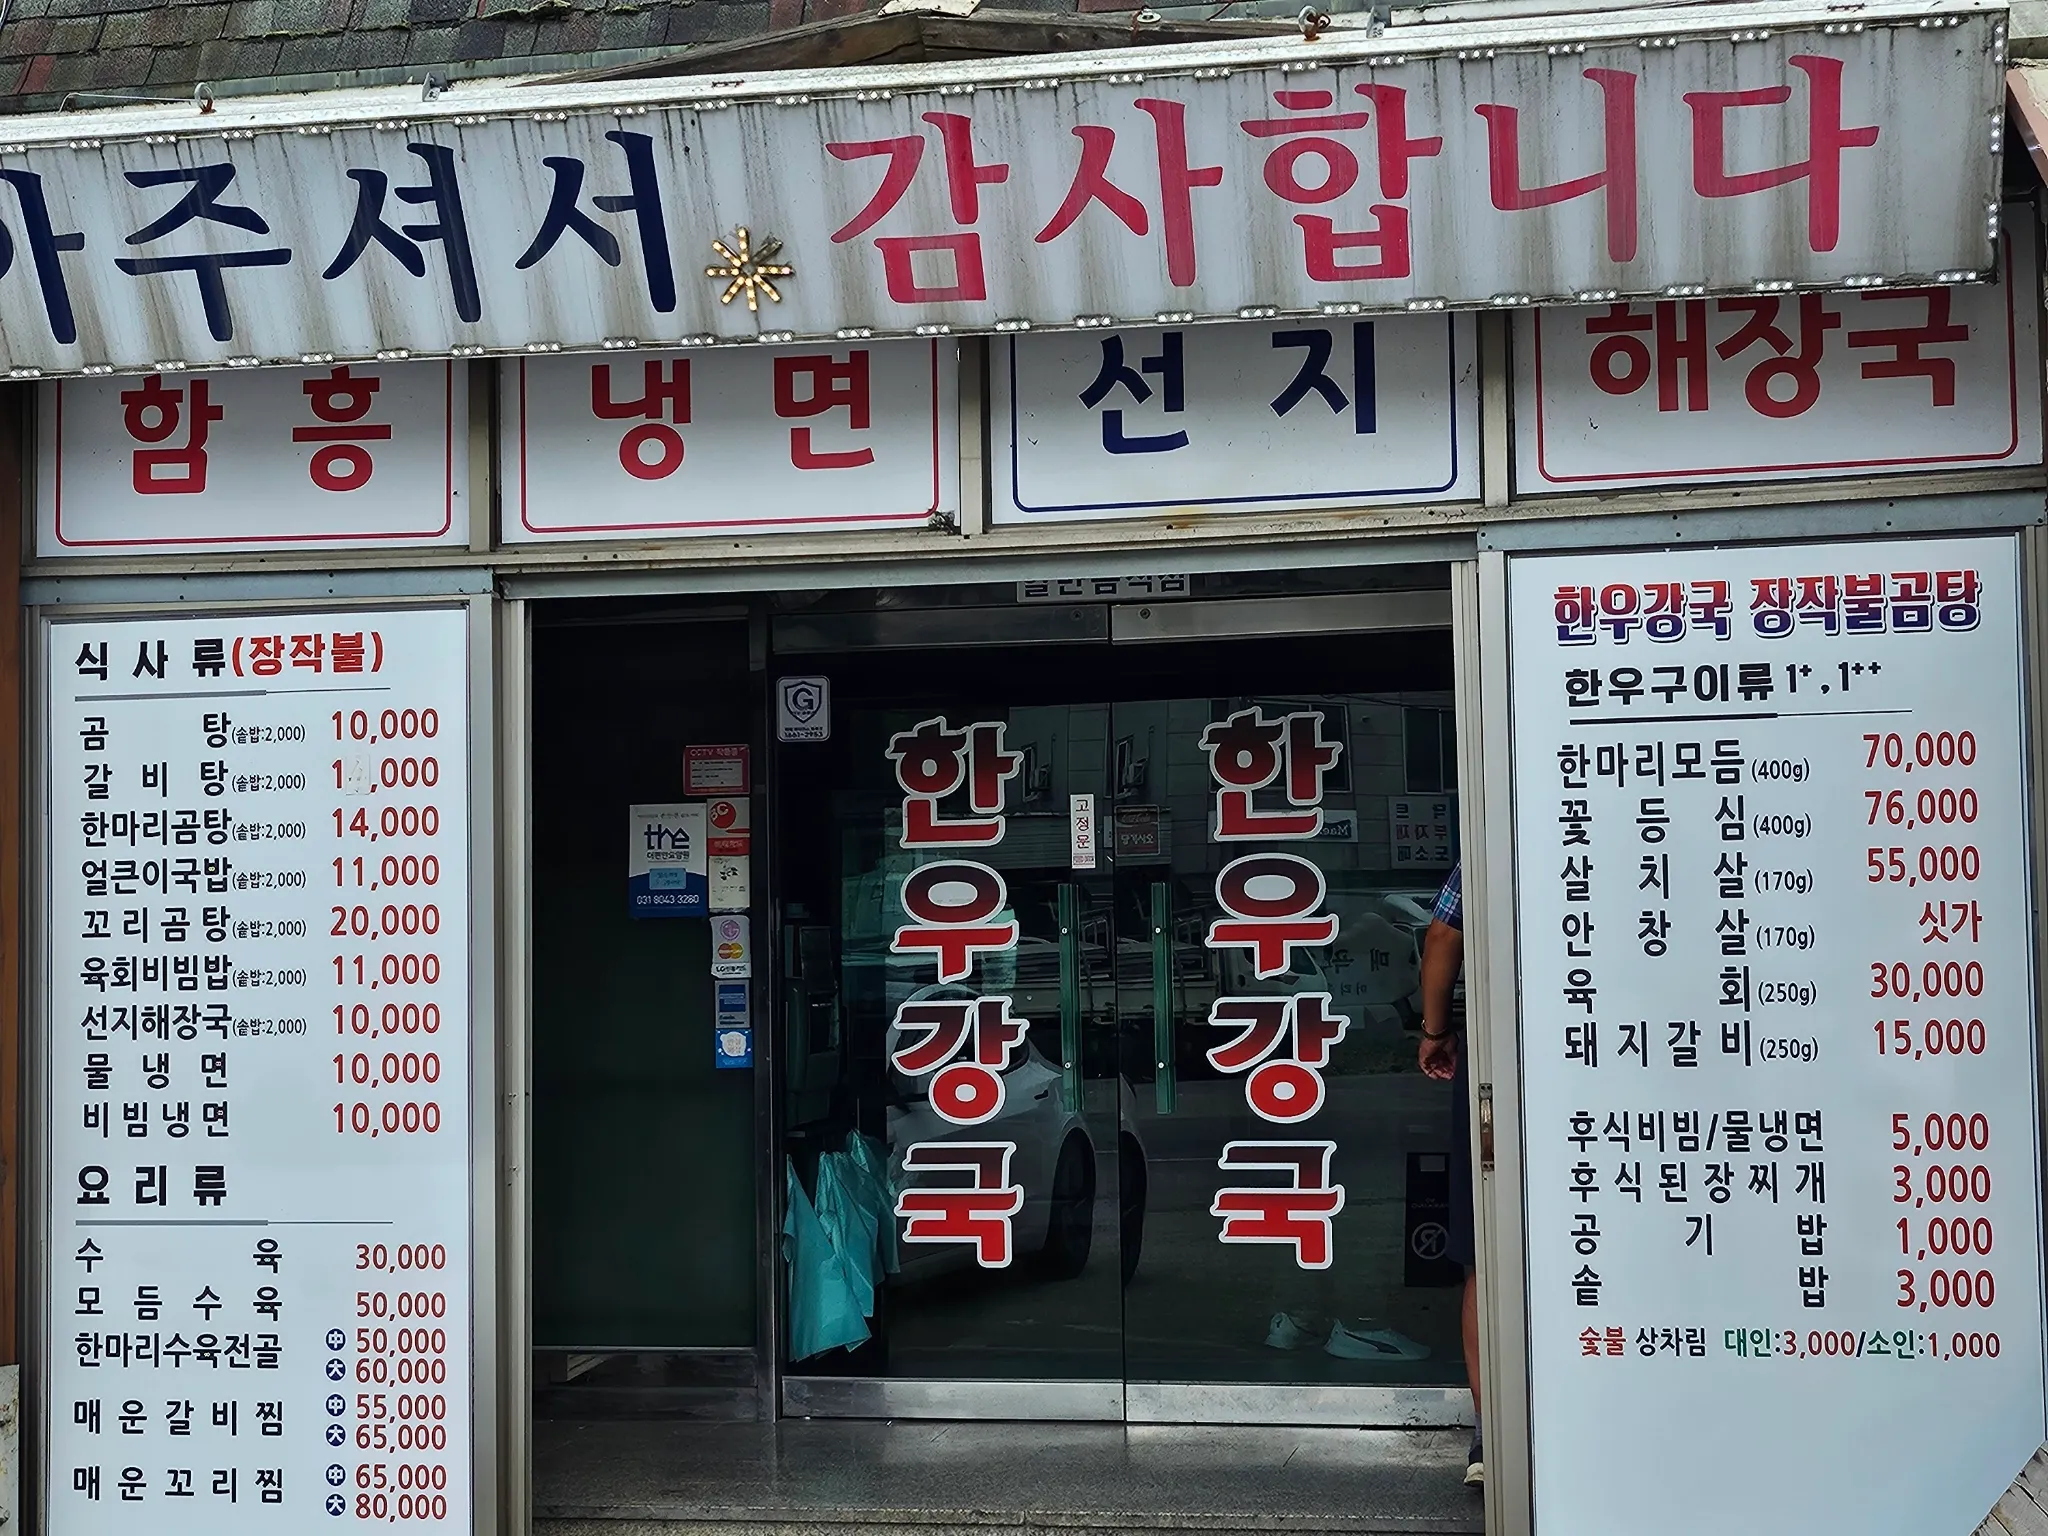 아주셔서 감사합니다
함흥
냉면
선지
해장국
식사류(장작불)
곰탕(솥밥:2,000) 10,000
갈비탕(솥밥:2,000)
한마리곰탕(솥밥:2,000) 14,000
얼큰이국밥(솥밥:2,000) 11,000
꼬리곰탕(솥밥:2,000) 20,000
육회비빔밥(솥밥:2,000) 11,000
선지해장국(솥밥:2,000) 10,000
물냉면 10,000
비빔냉면 10,000
요리류
수육 30,000
모듬수육 50,000
한마리수육전골 中 50,000
大 60,000
매운갈비찜 中 55,000
大 65,000
매운꼬리찜 中 65,000
大 80,000
CCTV
the
031 8043 3280
G
고정문
한우강국
한우강국
한우강국 장작불곰탕
한우구이류 1+, 1++
한마리모듬(400g) 70,000
꽃등심(400g) 76,000
살치살(170g) 55,000
안창살(170g) 싯가
육회(250g) 30,000
돼지갈비(250g) 15,000
후식비빔/물냉면 5,000
후식된장찌개 3,000
공기밥 1,000
솥밥 3,000
숯불 상차림 대인:3,000/소인:1,000